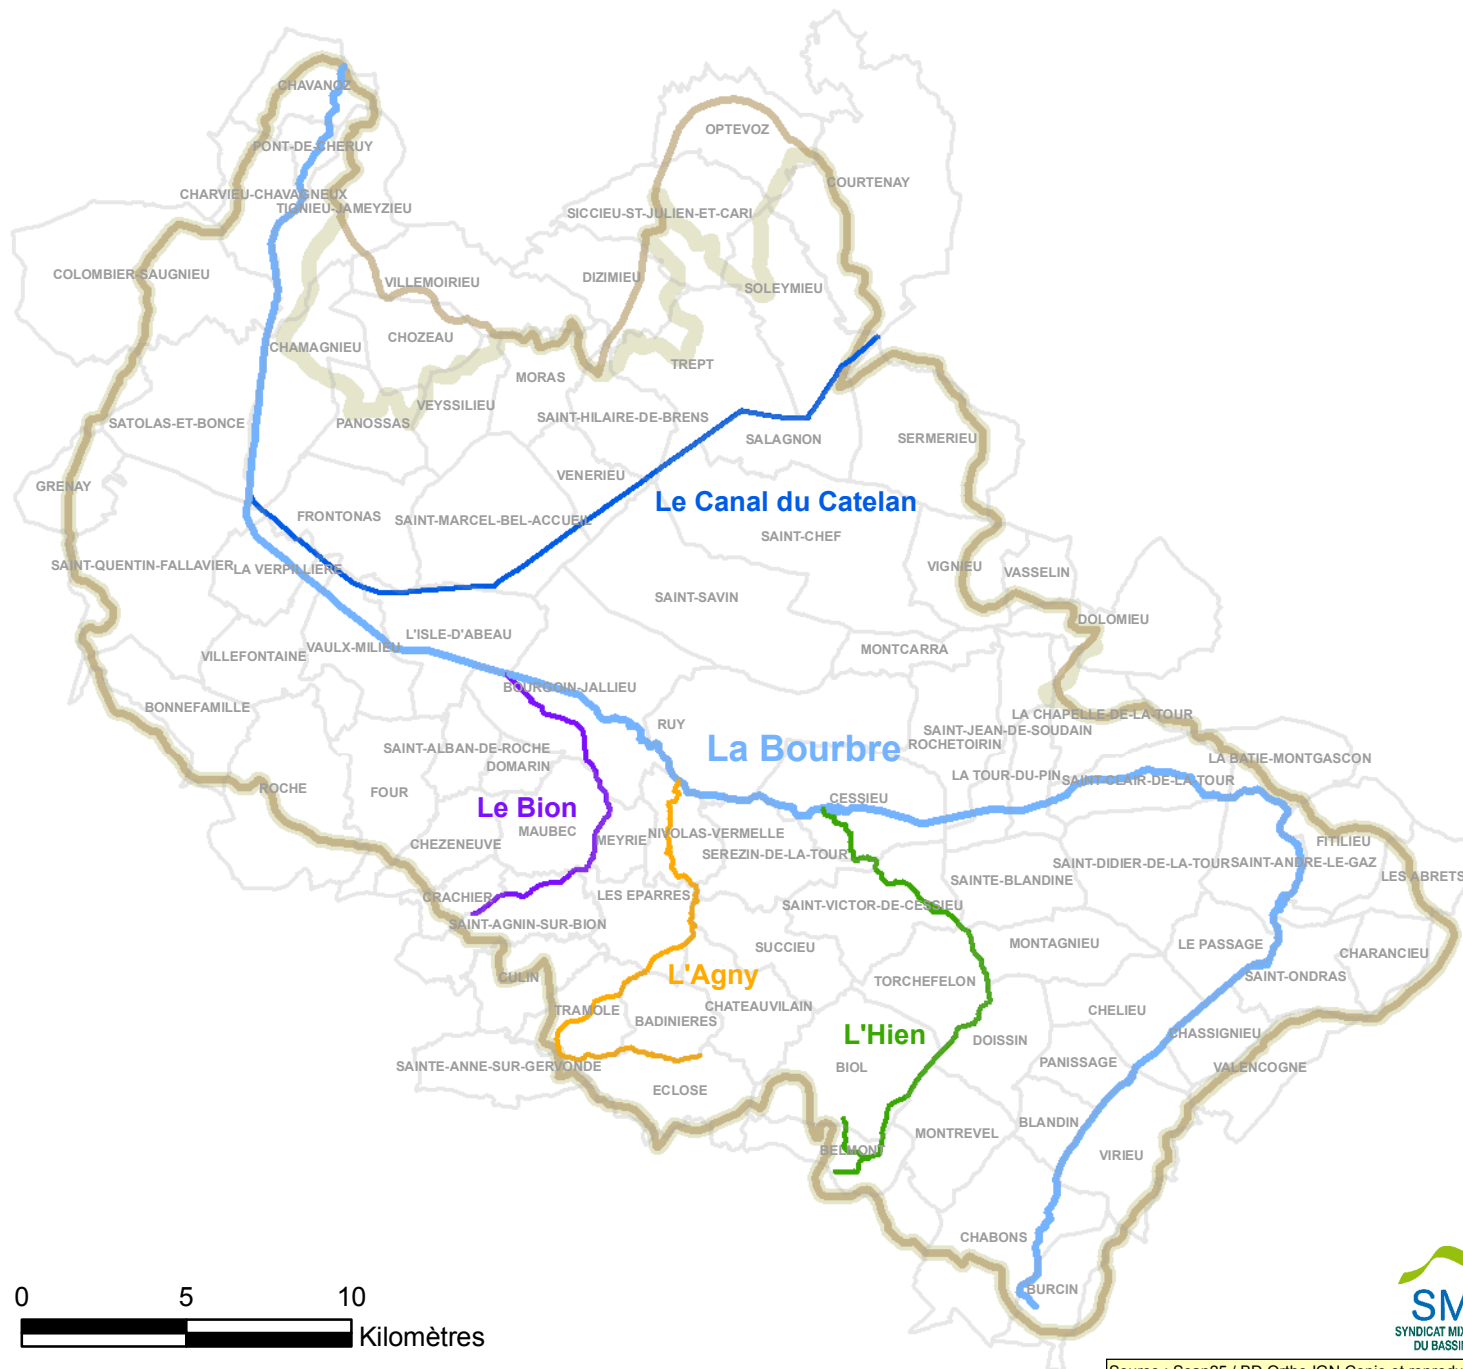 CHAVANOZ
OPTEVOZ
PONT-DE-CHERUY
COURTENAY
CHARVIEU-CHAVAGNEUX
TIGNIEU-JAMEYZIEU
SICCIEU-ST-JULIEN-ET-CARI
COLOMBIER-SAUGNIEU
VILLEMOIRIEU
DIZIMIEU
SOLEYMIEU
CHOZEAU
CHAMAGNIEU
TREPT
MORAS
VEYSSILIEU
SAINT-HILAIRE-DE-BRENS
SATOLAS-ET-BONCE
PANOSSAS
SALAGNON
SERMERIEU
VENERIEU
GRENAY
Le Canal du Catelan
FRONTONAS
SAINT-MARCEL-BEL-ACCUEIL
SAINT-CHEF
SAINT-QUENTIN-FALLAVIER
LA VERPILLIERE
VIGNIEU
VASSELIN
SAINT-SAVIN
DOLOMIEU
L'ISLE-D'ABEAU
VAULX-MILIEU
MONTCARRA
VILLEFONTAINE
BOURGOIN-JALLIEU
BONNEFAMILLE
LA CHAPELLE-DE-LA-TOUR
RUY
SAINT-JEAN-DE-SOUDAIN
ROCHETOIRIN
La Bourbre
SAINT-ALBAN-DE-ROCHE
DOMARIN
LA BATIE-MONTGASCON
LA TOUR-DU-PIN
SAINT-CLAIR-DE-LA-TOUR
ROCHE
FOUR
CESSIEU
Le Bion
MAUBEC
NIVOLAS-VERMELLE
MEYRIE
CHEZENEUVE
FITILIEU
SEREZIN-DE-LA-TOUR
SAINT-DIDIER-DE-LA-TOUR
SAINT-ANDRE-LE-GAZ
LES ABRETS
SAINTE-BLANDINE
CRACHIER
LES EPARRES
SAINT-VICTOR-DE-CESSIEU
SAINT-AGNIN-SUR-BION
SUCCIEU
MONTAGNIEU
LE PASSAGE
CHARANCIEU
CULIN
L'Agny
TORCHEFELON
SAINT-ONDRAS
TRAMOLE
CHATEAUVILAIN
BADINIERES
CHELIEU
L'Hien
DOISSIN
CHASSIGNIEU
SAINTE-ANNE-SUR-GERVONDE
BIOL
PANISSAGE
VALENCOGNE
ECLOSE
BLANDIN
MONTREVEL
BELMONT
VIRIEU
CHABONS
BURCIN
0 5 10
Kilomètres
SM
SYNDICAT MIX
DU BASSI